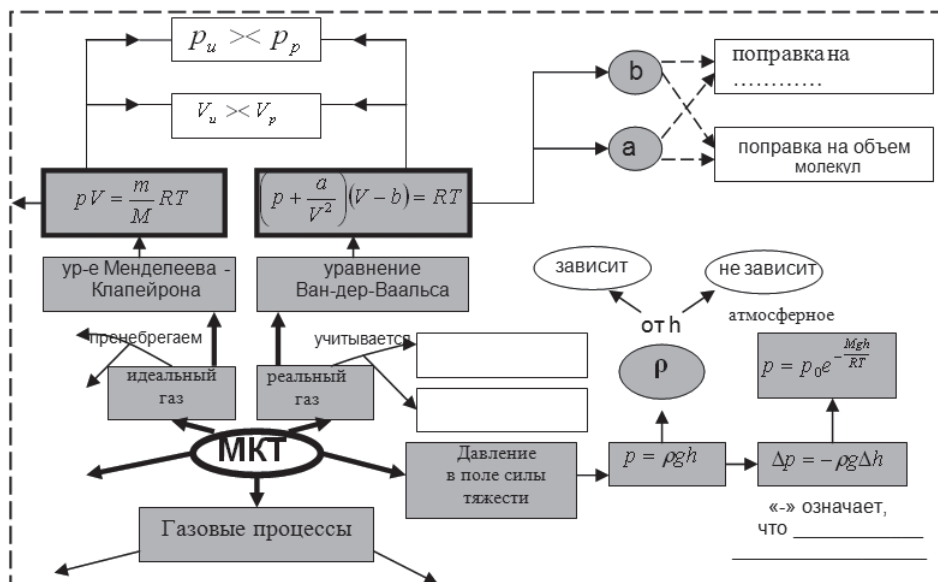 p_и >< p_р
V_и >< V_р
b
a
поправка на
…………
поправка на объем
молекул
pV = m/M RT
(p + a/V²)(V − b) = RT
ур-е Менделеева -
Клапейрона
уравнение
Ван-дер-Ваальса
зависит
не зависит
от h
атмосферное
пренебрегаем
учитывается
идеальный
газ
реальный
газ
ρ
p = p₀e^(−Mgh/RT)
МКТ
Давление
в поле силы
тяжести
p = ρgh
Δp = −ρgΔh
Газовые процессы
«-» означает,
что ___________
____________________